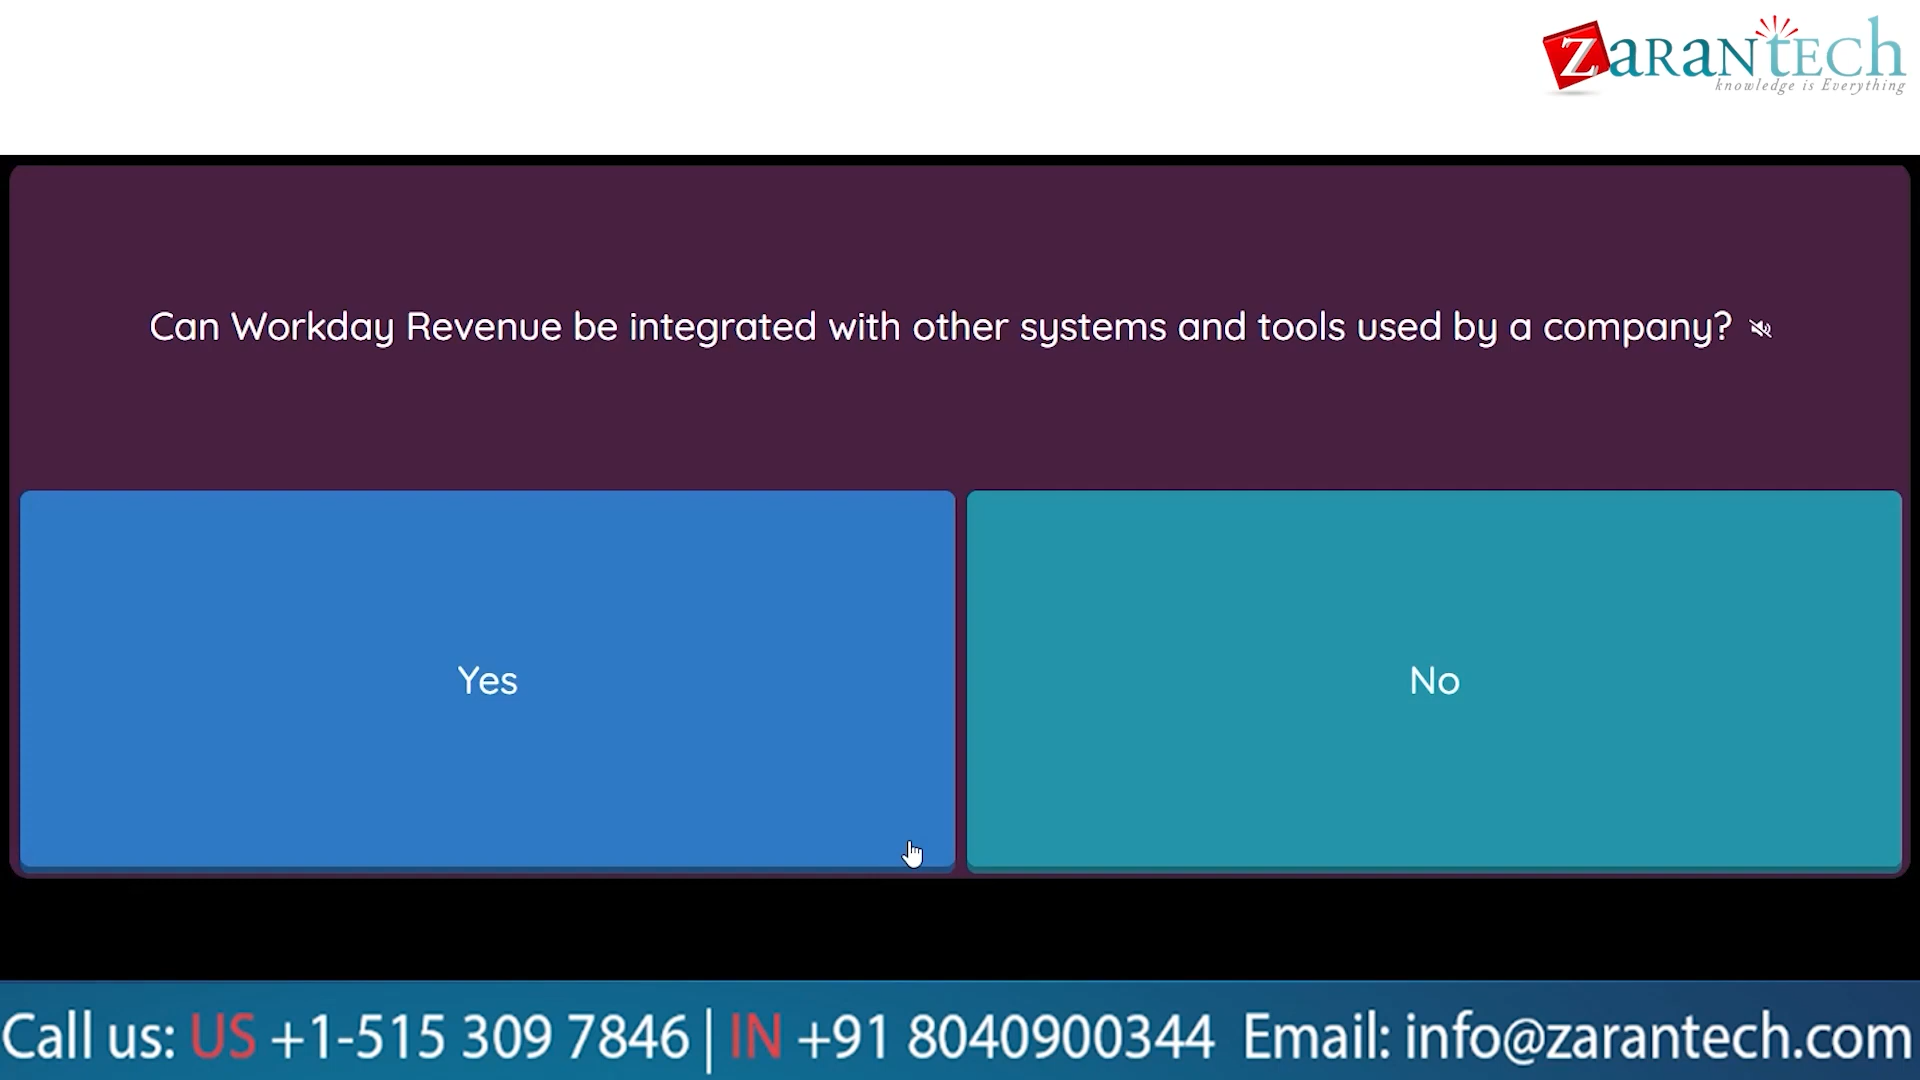 ZARANTECH
knowledge is Everything
Can Workday Revenue be integrated with other systems and tools used by a company?
Yes
No
Call us: US +1-515 309 7846 | IN +91 8040900344 Email: info@zarantech.com